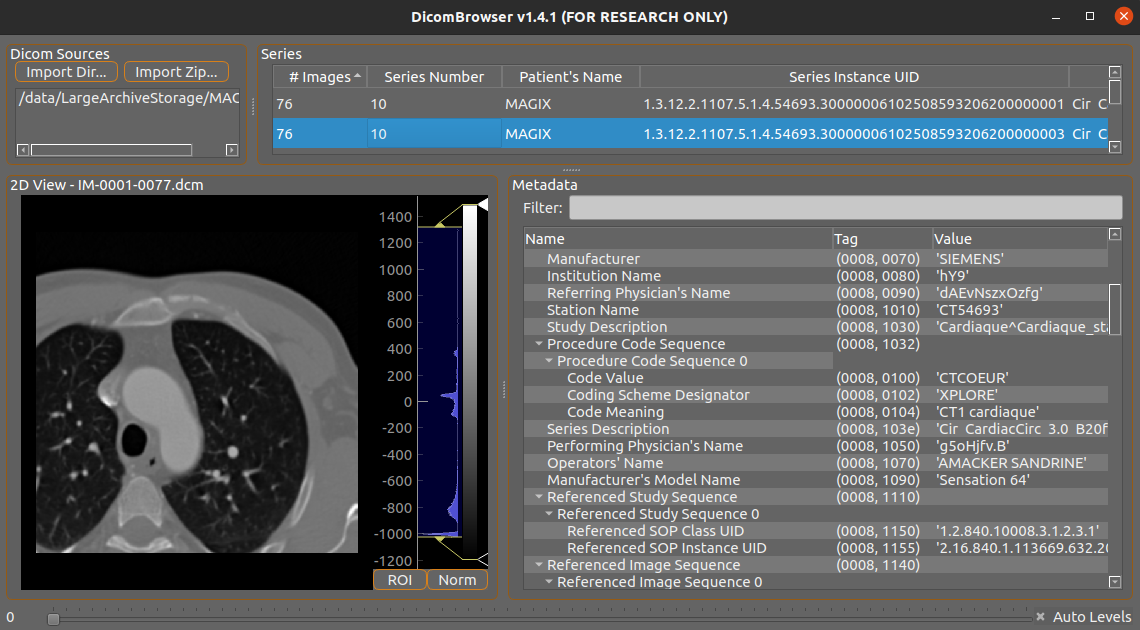 DicomBrowser v1.4.1 (FOR RESEARCH ONLY)
Dicom Sources
Import Dir...
Import Zip...
/data/LargeArchiveStorage/MAG
Series
# Images Series Number Patient's Name Series Instance UID
76 10 MAGIX 1.3.12.2.1107.5.1.4.54693.30000006102508593206200000001 Cir C
76 10 MAGIX 1.3.12.2.1107.5.1.4.54693.30000006102508593206200000003 Cir C
2D View - IM-0001-0077.dcm
1400
1200
1000
800
600
400
200
0
-200
-400
-600
-800
-1000
-1200
ROI
Norm
Metadata
Filter:
Name Tag Value
Manufacturer (0008, 0070) 'SIEMENS'
Institution Name (0008, 0080) 'hY9'
Referring Physician's Name (0008, 0090) 'dAEvNszxOzfg'
Station Name (0008, 1010) 'CT54693'
Study Description (0008, 1030) 'Cardiaque^Cardiaque_sta
Procedure Code Sequence (0008, 1032)
Procedure Code Sequence 0
Code Value (0008, 0100) 'CTCOEUR'
Coding Scheme Designator (0008, 0102) 'XPLORE'
Code Meaning (0008, 0104) 'CT1 cardiaque'
Series Description (0008, 103e) 'Cir CardiacCirc 3.0 B20f
Performing Physician's Name (0008, 1050) 'g5oHjfv.B'
Operators' Name (0008, 1070) 'AMACKER SANDRINE'
Manufacturer's Model Name (0008, 1090) 'Sensation 64'
Referenced Study Sequence (0008, 1110)
Referenced Study Sequence 0
Referenced SOP Class UID (0008, 1150) '1.2.840.10008.3.1.2.3.1'
Referenced SOP Instance UID (0008, 1155) '2.16.840.1.113669.632.20
Referenced Image Sequence (0008, 1140)
Referenced Image Sequence 0
0
Auto Levels